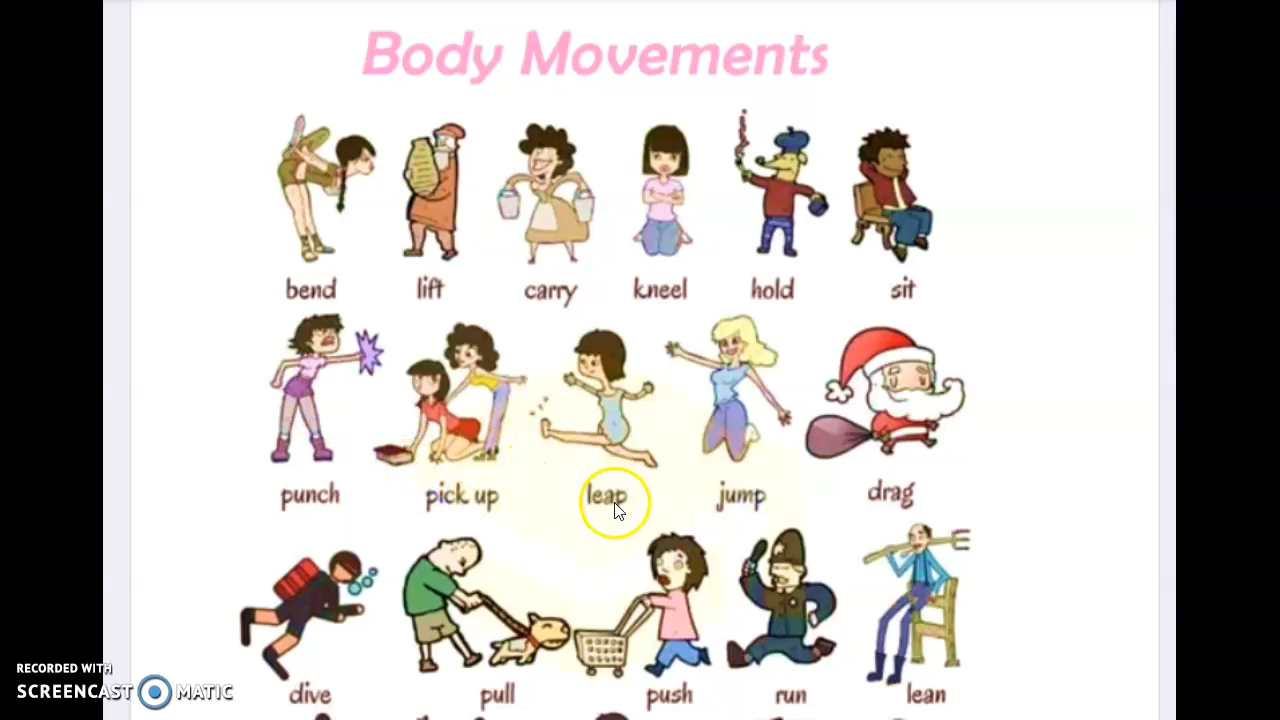 Body Movements
bend lift carry kneel hold sit
punch pick up leap jump drag
dive pull push run lean
RECORDED WITH
SCREENCAST MATIC